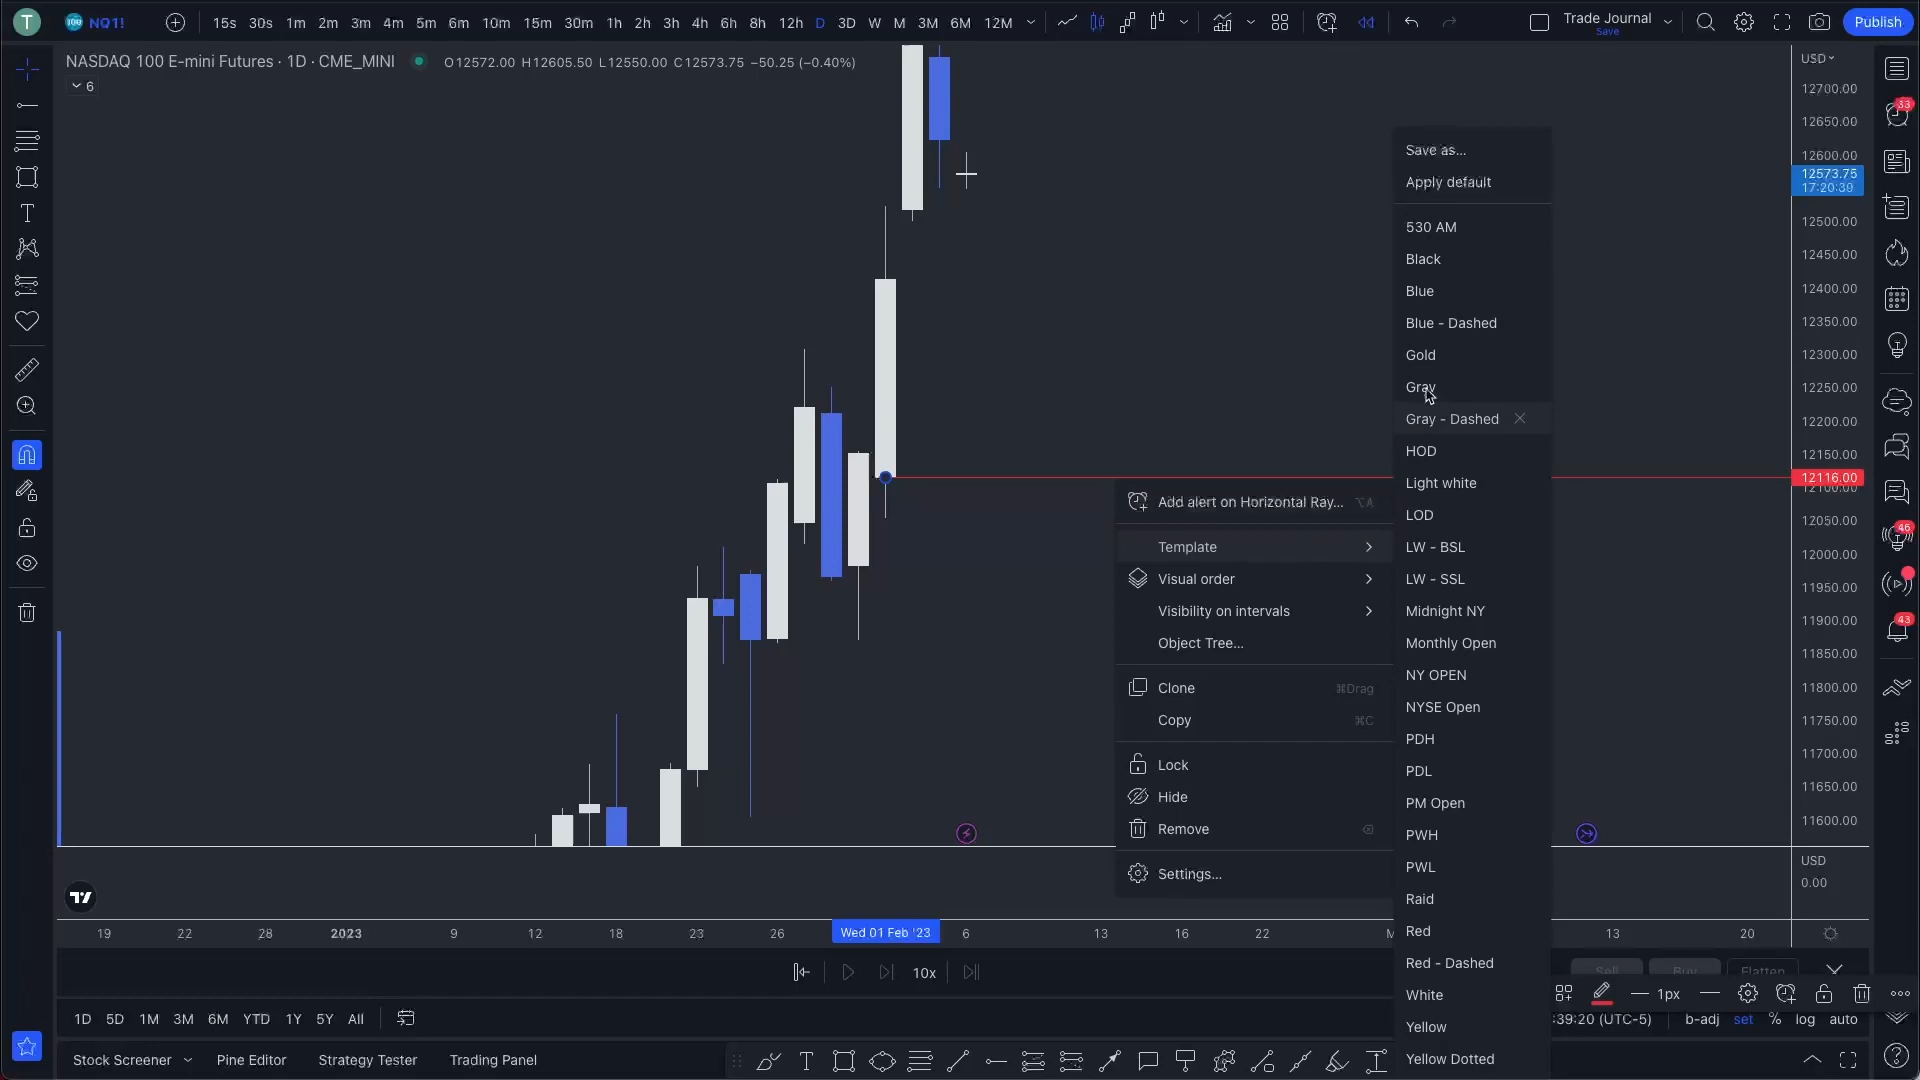 T NQ1! 15s 30s 1m 2m 3m 4m 5m 6m 10m 15m 30m 1h 2h 3h 4h 6h 8h 12h D 3D W M 3M 6M 12M Trade Journal Save Publish
NASDAQ 100 E-mini Futures · 1D · CME_MINI O12572.00 H12605.50 L12550.00 C12573.75 −50.25 (−0.40%)
6
USD
12700.00
12650.00
12600.00
12573.75
17:20:39
12500.00
12450.00
12400.00
12350.00
12300.00
12250.00
12200.00
12150.00
12116.00
12100.00
12050.00
12000.00
11950.00
11900.00
11850.00
11800.00
11750.00
11700.00
11650.00
11600.00
USD
0.00
33
46
43
Save as...
Apply default
530 AM
Black
Blue
Blue - Dashed
Gold
Gray
Gray - Dashed
HOD
Light white
LOD
LW - BSL
LW - SSL
Midnight NY
Monthly Open
NY OPEN
NYSE Open
PDH
PDL
PM Open
PWH
PWL
Raid
Red
Red - Dashed
White
Yellow
Yellow Dotted
Add alert on Horizontal Ray... ⌥A
Template
Visual order
Visibility on intervals
Object Tree...
Clone ⌘Drag
Copy ⌘C
Lock
Hide
Remove
Settings...
19 22 28 2023 9 12 18 23 26 Wed 01 Feb '23 6 13 16 22 M 13 20
10x
Sell Buy Flatten
1px
1D 5D 1M 3M 6M YTD 1Y 5Y All
:39:20 (UTC-5) b-adj set % log auto
Stock Screener Pine Editor Strategy Tester Trading Panel